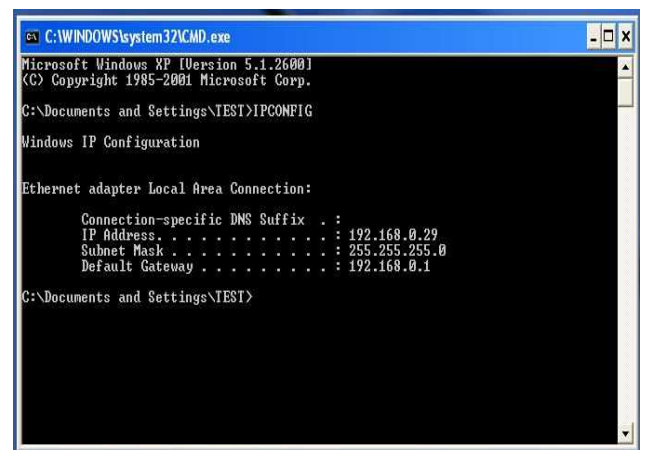 C:\WINDOWS\system32\CMD.exe
Microsoft Windows XP [Version 5.1.2600]
(C) Copyright 1985-2001 Microsoft Corp.
C:\Documents and Settings\TEST>IPCONFIG
Windows IP Configuration
Ethernet adapter Local Area Connection:
Connection-specific DNS Suffix . :
IP Address. . . . . . . . . . . . : 192.168.0.29
Subnet Mask . . . . . . . . . . . : 255.255.255.0
Default Gateway . . . . . . . . . : 192.168.0.1
C:\Documents and Settings\TEST>